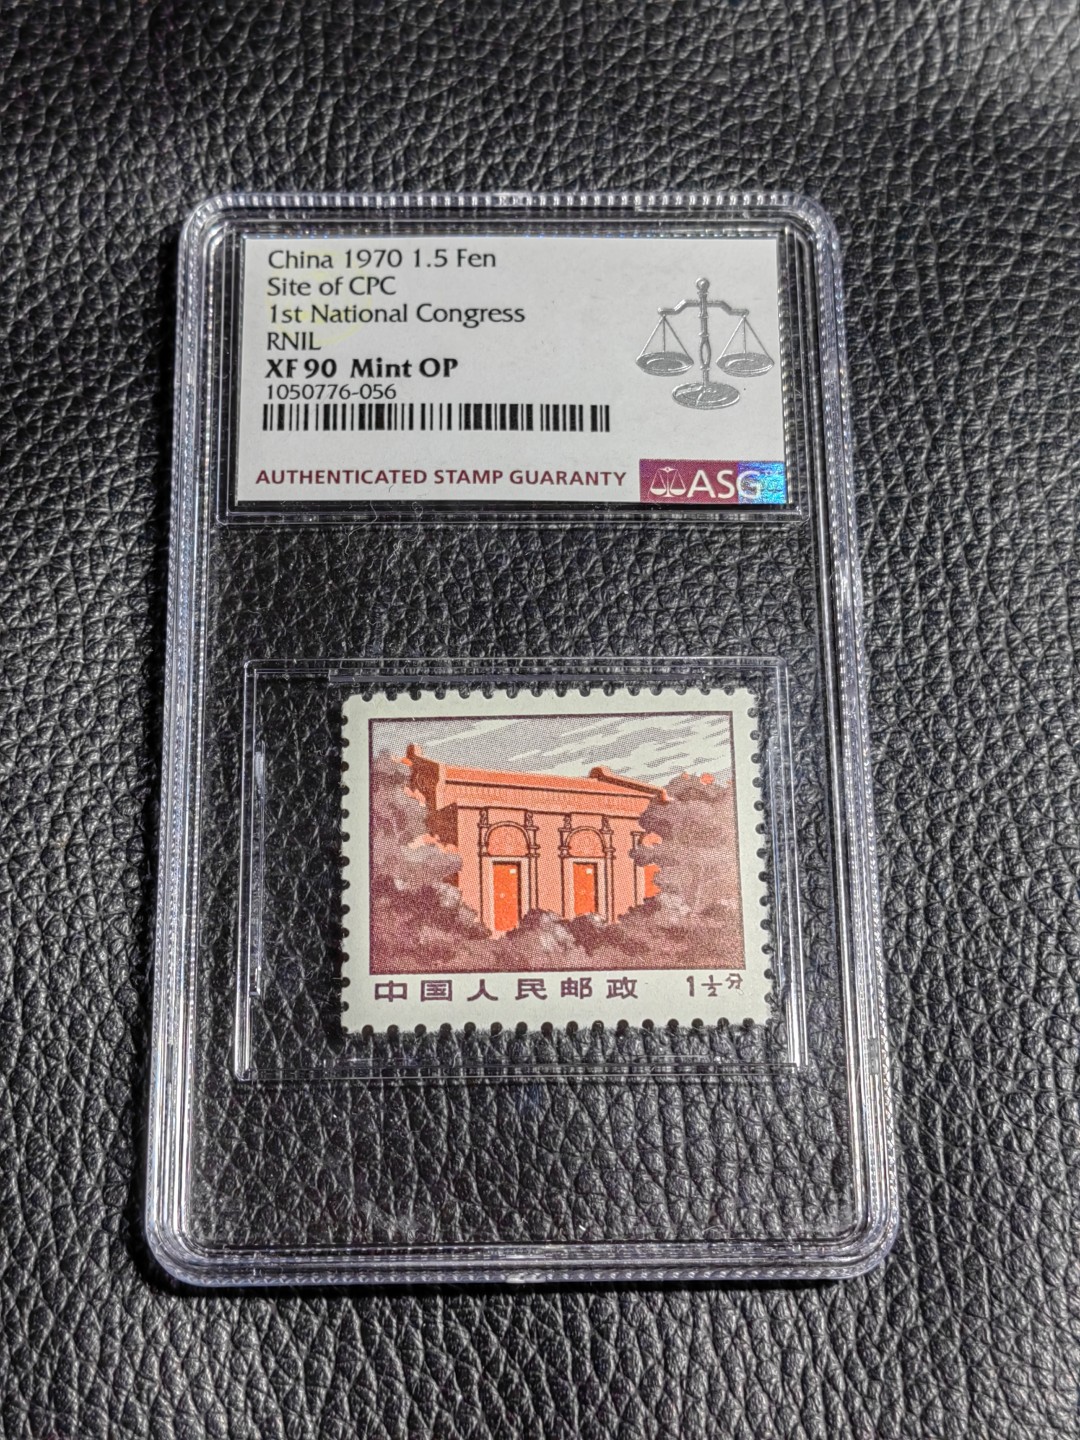 China 1970 1.5 Fen
Site of CPC
1st National Congress
RNIL
XF 90 Mint OP
1050776-056
AUTHENTICATED STAMP GUARANTY
ASG
中国人民邮政 1½分